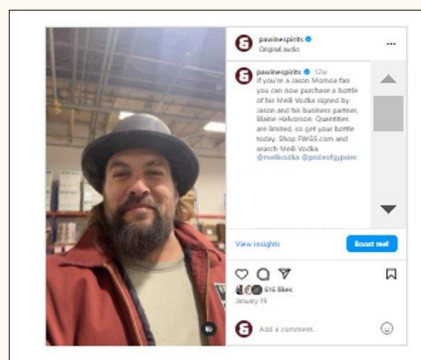 pawinespirits
Original audio
pawinespirits 12w
If you're a Jason Momoa fan
you can now purchase a bottle
of his Meili Vodka signed by
Jason and his business partner,
Blaine Halvorson. Quantities
are limited, so get your bottle
today. Shop FWGS.com and
search Meili Vodka.
@meilivodka @prideofgypsies
View insights
Boost reel
616 likes
January 19
Add a comment...